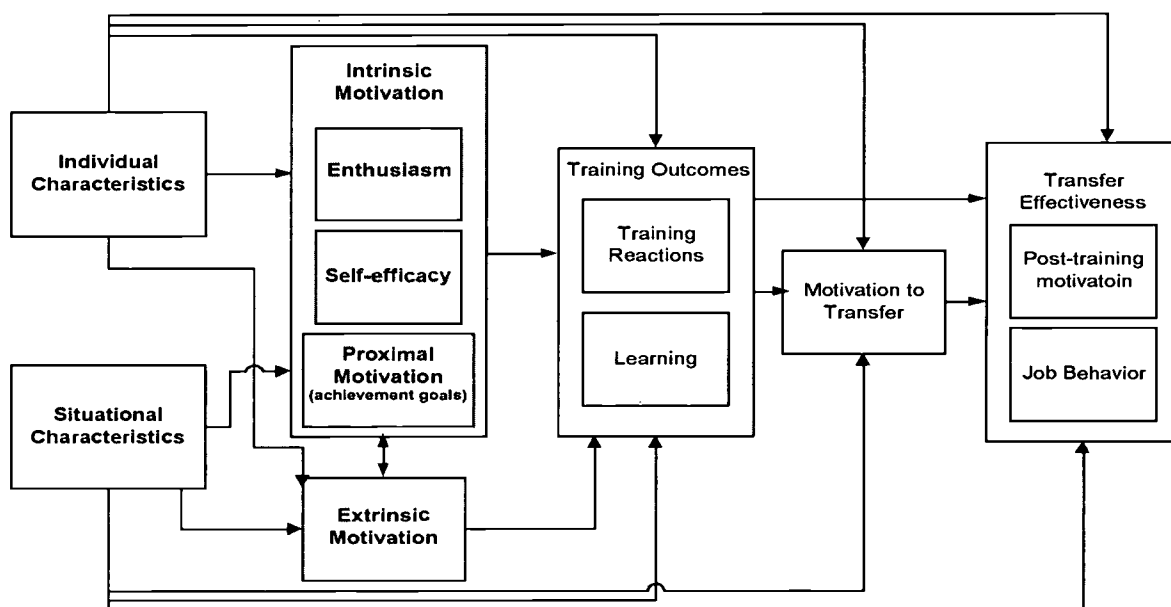 Individual
Characteristics
Situational
Characteristics
Intrinsic
Motivation
Enthusiasm
Self-efficacy
Proximal
Motivation
(achievement goals)
Extrinsic
Motivation
Training Outcomes
Training
Reactions
Learning
Motivation to
Transfer
Transfer
Effectiveness
Post-training
motivatoin
Job Behavior